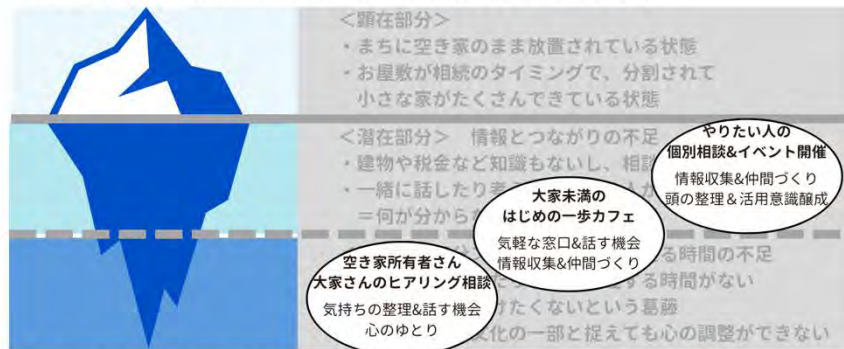 ＜顕在部分＞
・まちに空き家のまま放置されている状態
・お屋敷が相続のタイミングで、分割されて
小さな家がたくさんできている状態
＜潜在部分＞ 情報とつながりの不足
・建物や税金など知識もないし、相談
・一緒に話したり考
＝何が分から
やりたい人の
個別相談&イベント開催
情報収集&仲間づくり
頭の整理＆活用意識醸成
大家未満の
はじめの一歩カフェ
気軽な窓口&話す機会
情報収集&仲間づくり
空き家所有者さん
大家さんのヒアリング相談
気持ちの整理&話す機会
心のゆとり
る時間の不足
する時間がない
けたくないという葛藤
文化の一部と捉えても心の調整ができない